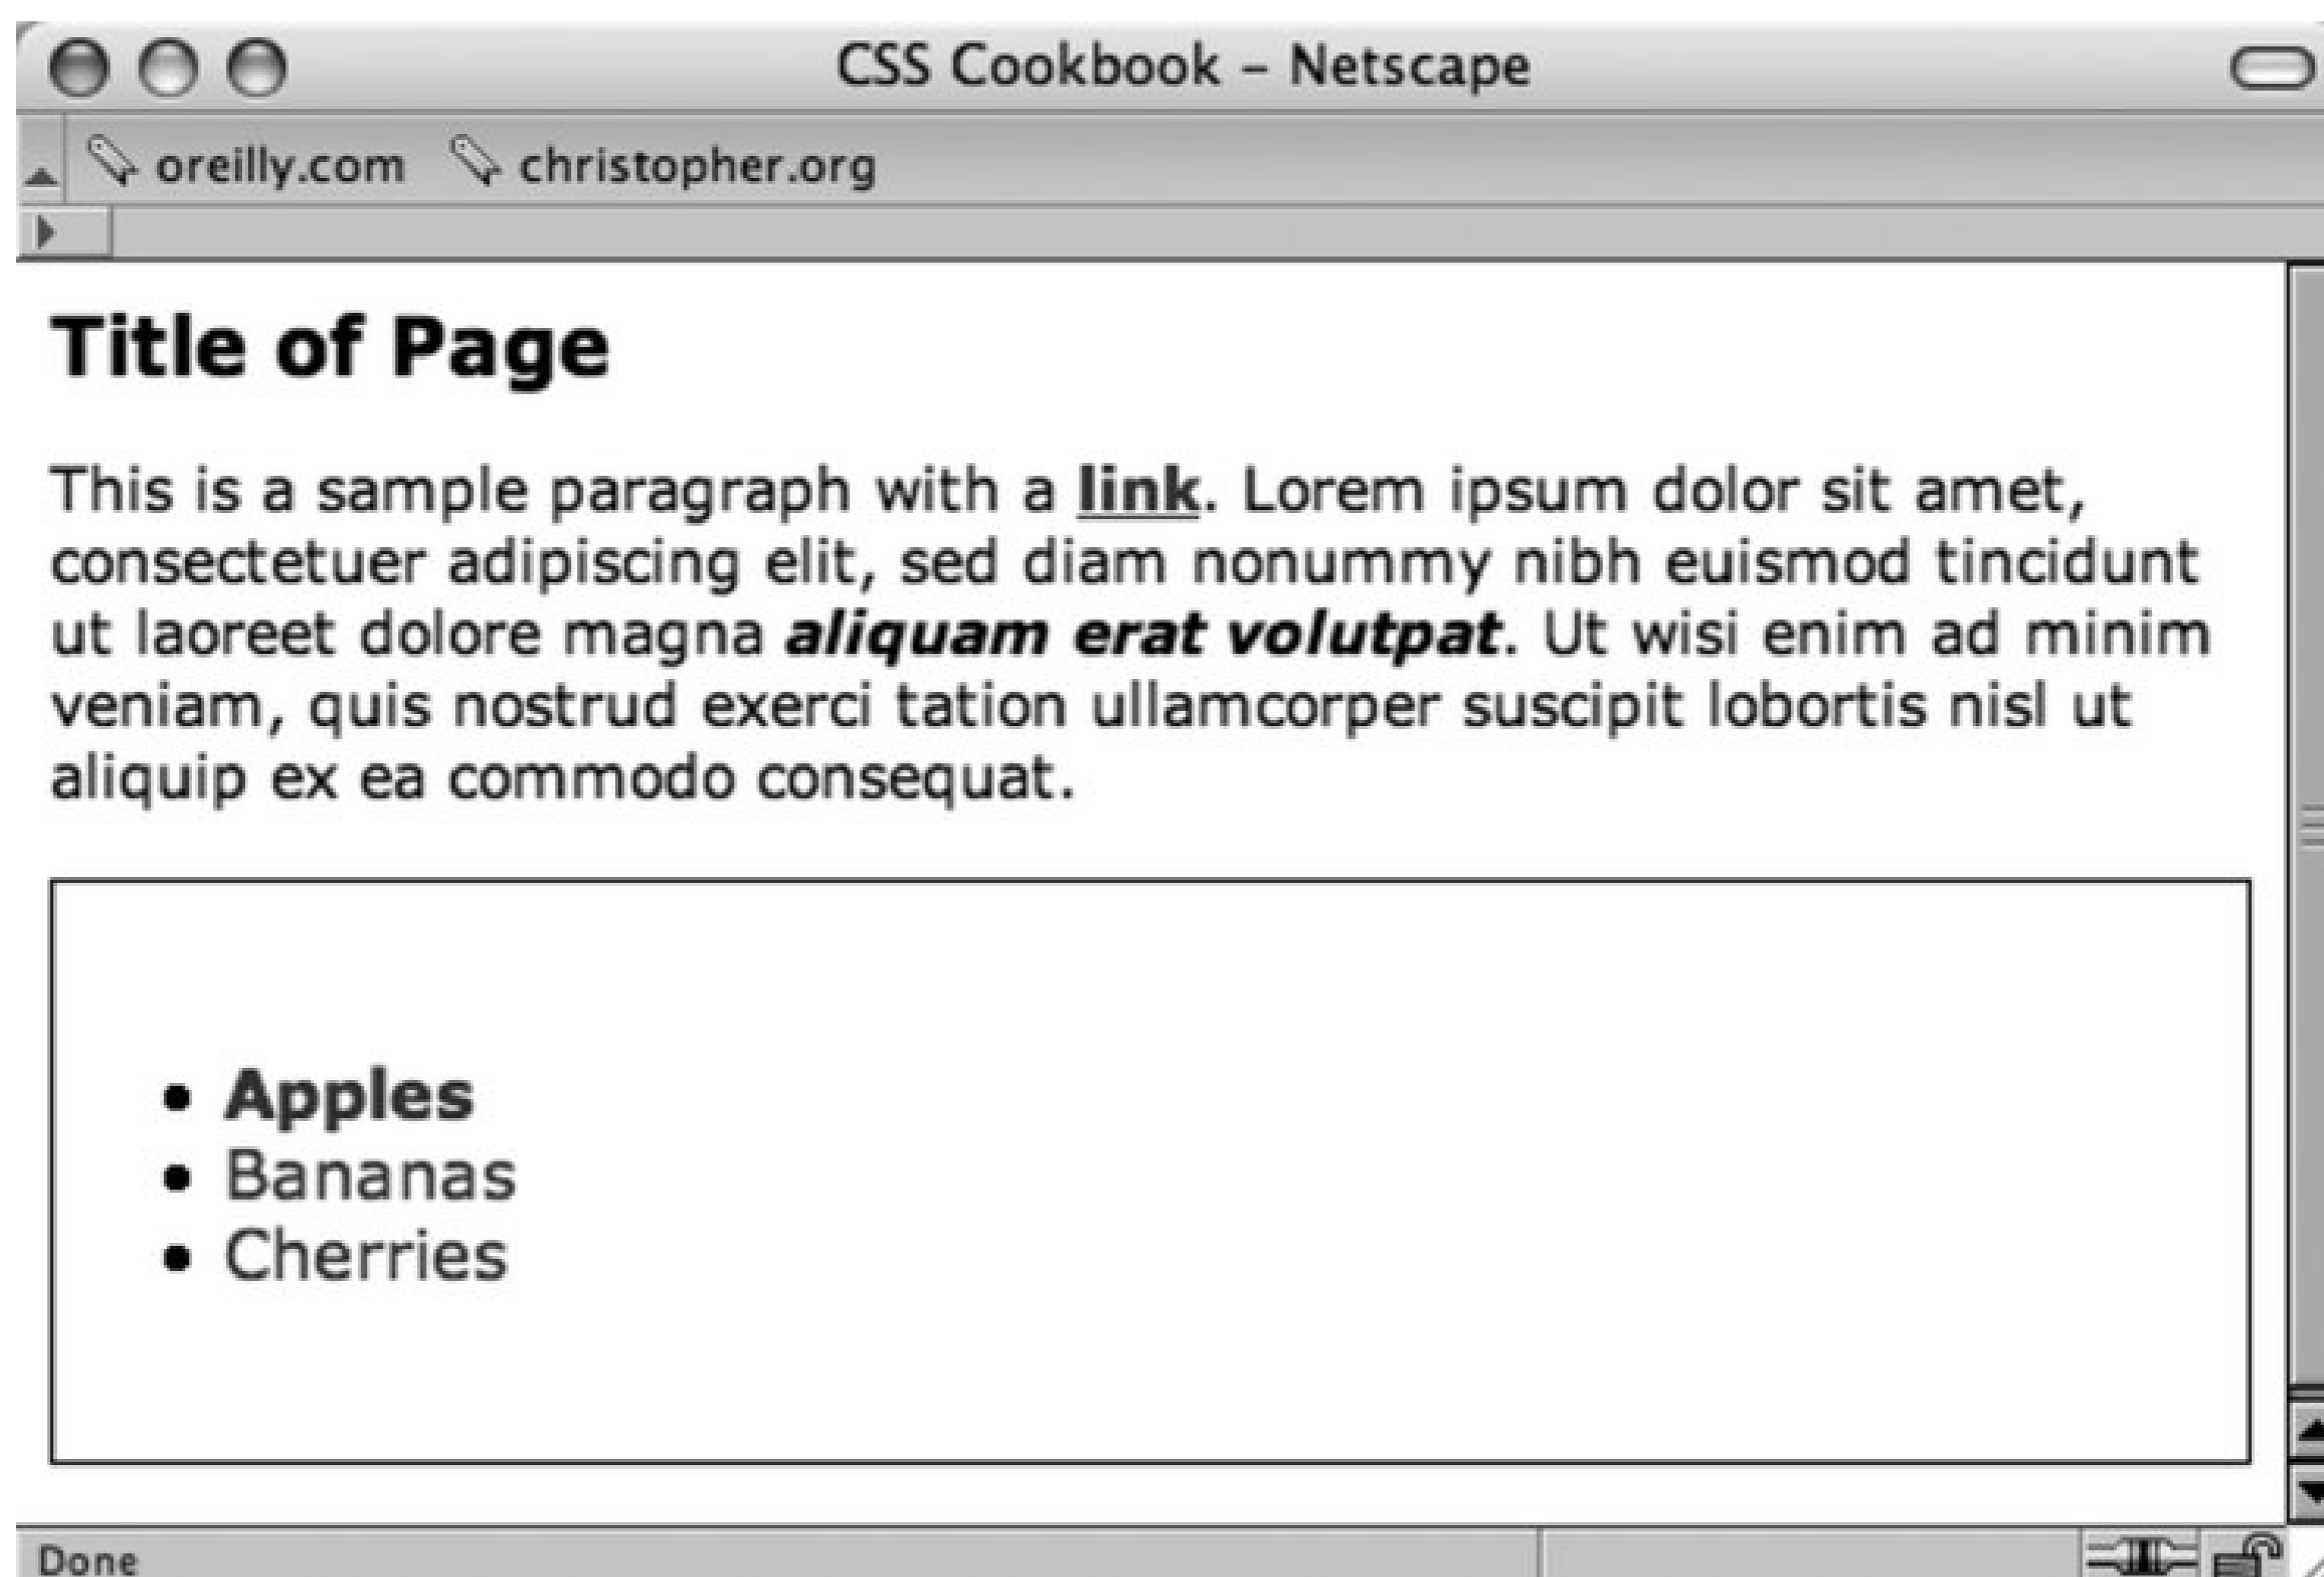 CSS Cookbook – Netscape
oreilly.com christopher.org
Title of Page
This is a sample paragraph with a link. Lorem ipsum dolor sit amet,
consectetuer adipiscing elit, sed diam nonummy nibh euismod tincidunt
ut laoreet dolore magna aliquam erat volutpat. Ut wisi enim ad minim
veniam, quis nostrud exerci tation ullamcorper suscipit lobortis nisl ut
aliquip ex ea commodo consequat.
• Apples
• Bananas
• Cherries
Done